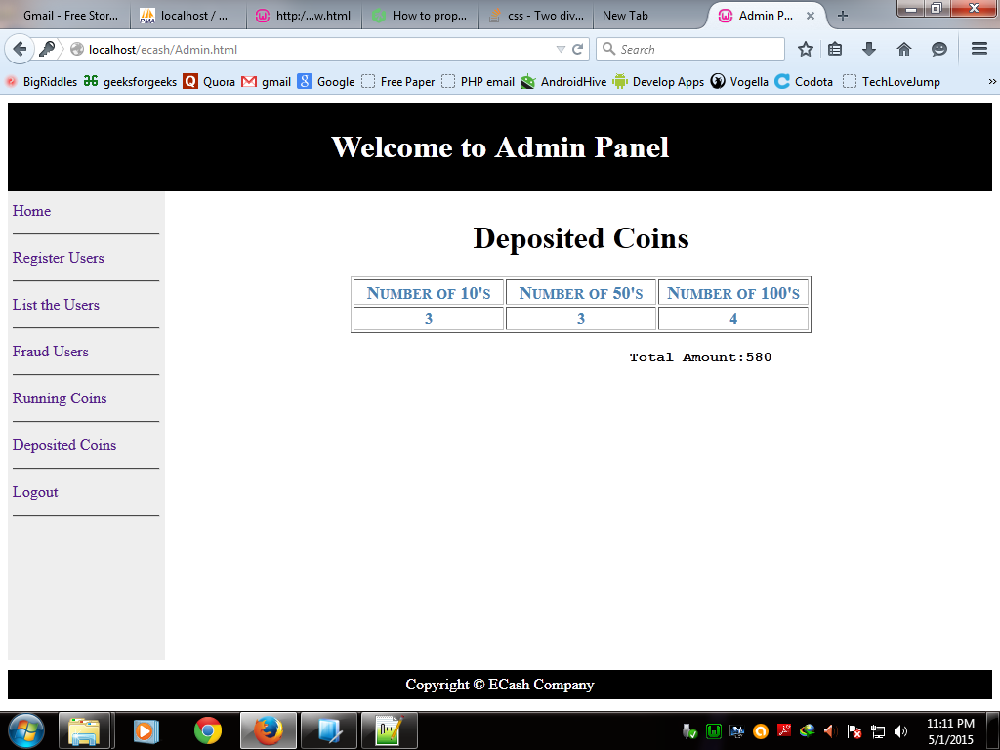 Gmail - Free Stor...
localhost / ...
http:/...w.html
How to prop...
css - Two div...
New Tab
Admin P...
localhost/ecash/Admin.html
Search
BigRiddles
geeksforgeeks
Quora
gmail
Google
Free Paper
PHP email
AndroidHive
Develop Apps
Vogella
Codota
TechLoveJump
Welcome to Admin Panel
Home
Register Users
List the Users
Fraud Users
Running Coins
Deposited Coins
Logout
Deposited Coins
Number of 10's Number of 50's Number of 100's
3 3 4
Total Amount:580
Copyright © ECash Company
11:11 PM
5/1/2015